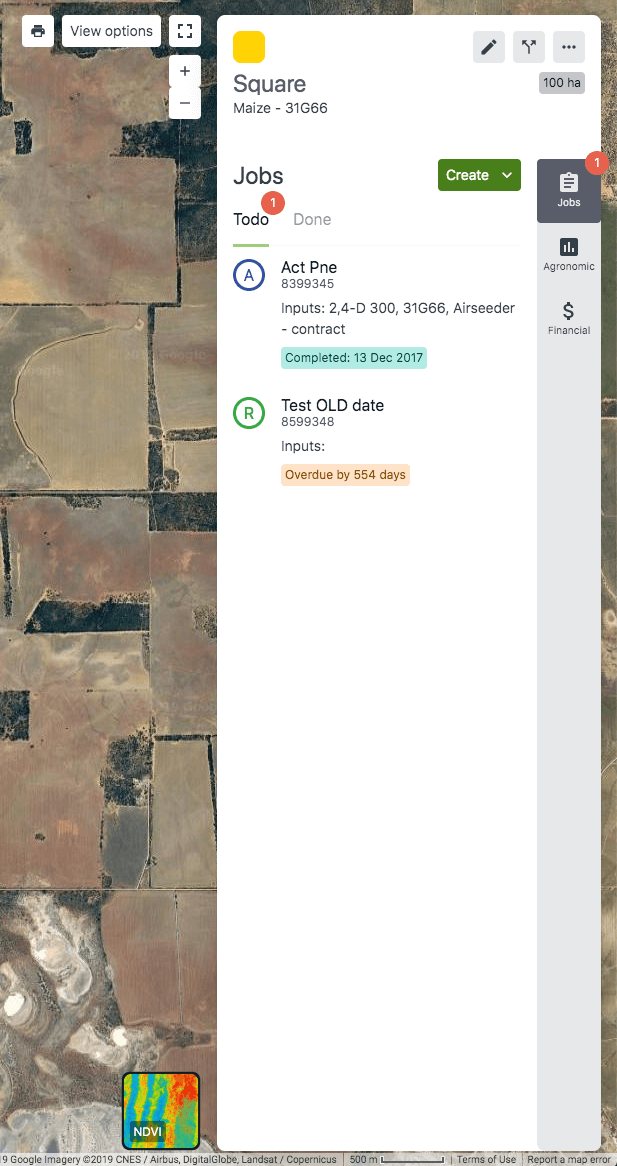 View options
+
−
Square
100 ha
Maize - 31G66
Jobs
Create
1
Jobs
Todo
1
Done
Agronomic
Financial
A
Act Pne
8399345
Inputs: 2,4-D 300, 31G66, Airseeder
- contract
Completed: 13 Dec 2017
R
Test OLD date
8599348
Inputs:
Overdue by 554 days
NDVI
Google Imagery ©2019 CNES / Airbus, DigitalGlobe, Landsat / Copernicus
500 m
Terms of Use
Report a map error